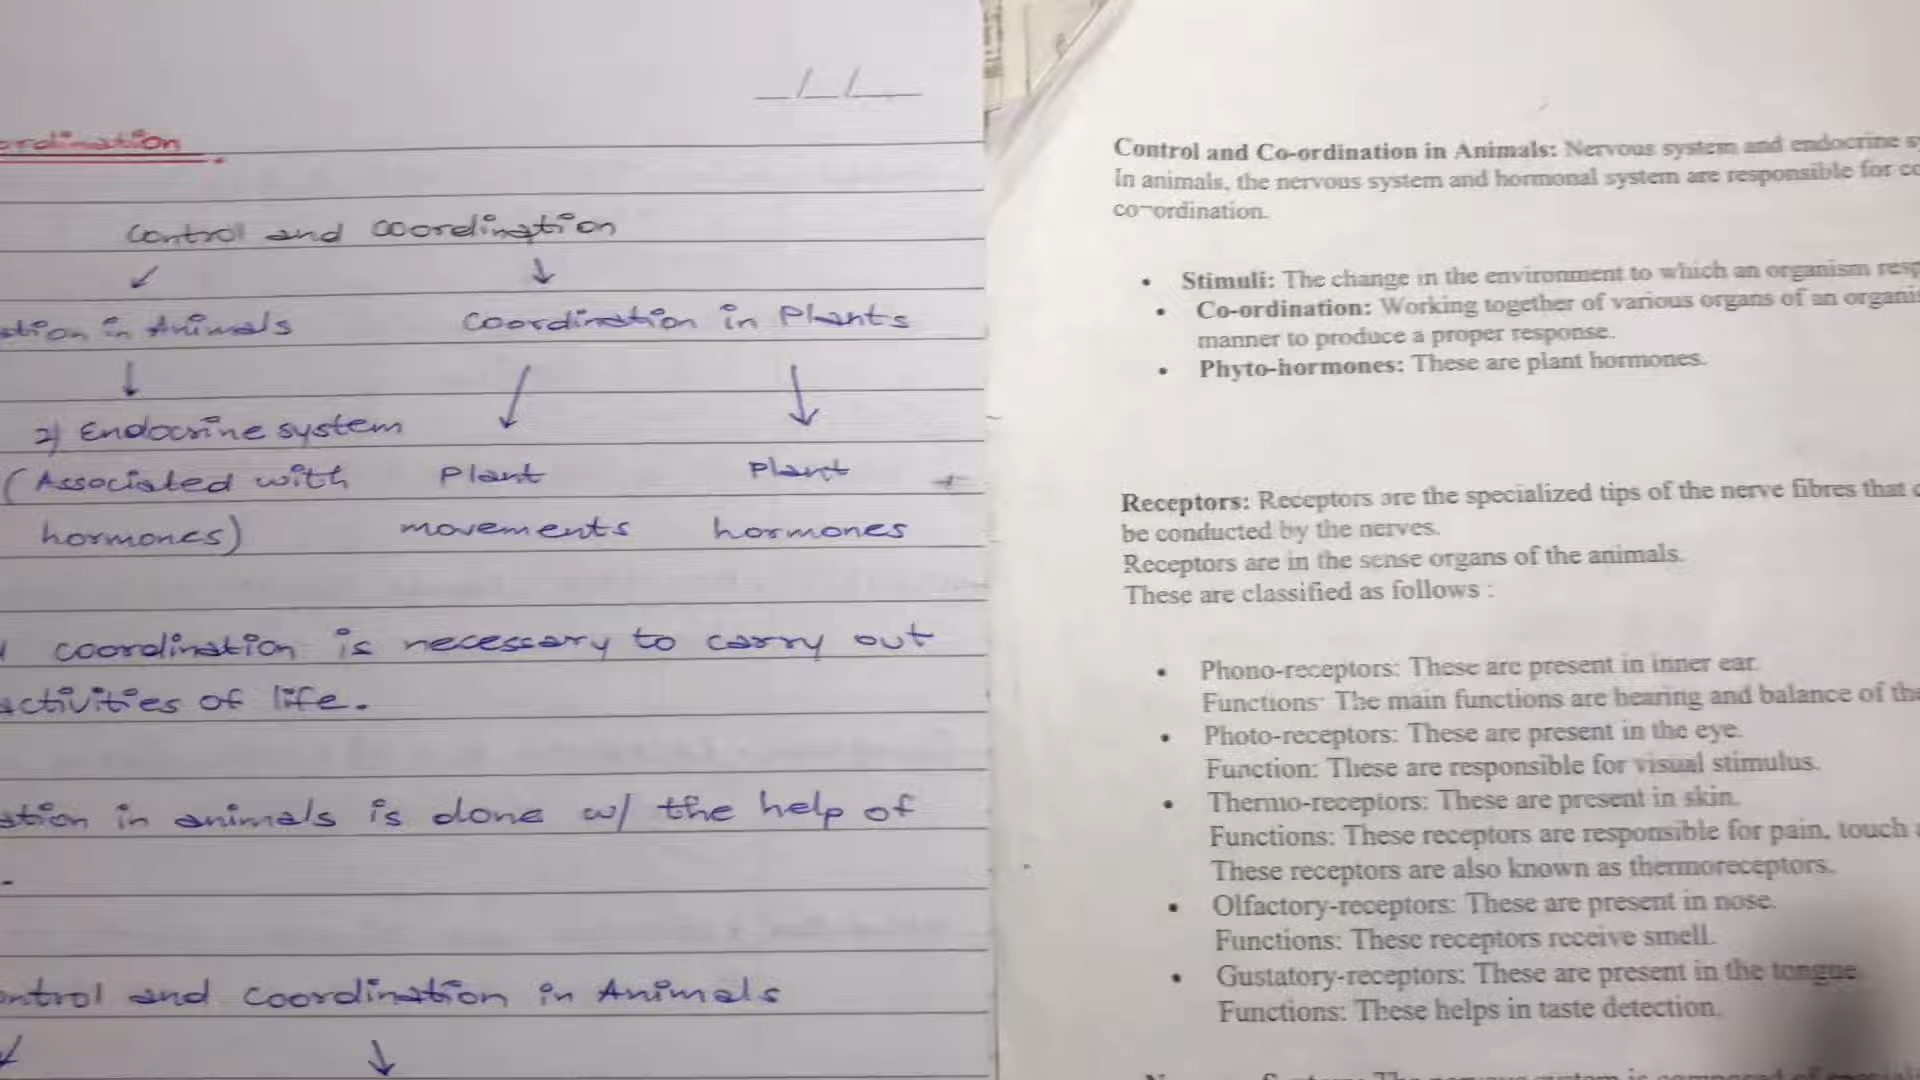 ordination
Control and coordination
ation in Animals Coordination in Plants
2) Endocrine system
(Associated with Plant Plant
hormones) movements hormones
coordination is necessary to carry out
activities of life.
ation in animals is done w/ the help of
ontrol and coordination in Animals
Control and Co-ordination in Animals: Nervous system and endocrine
In animals, the nervous system and hormonal system are responsible for
co-ordination.
• Stimuli: The change in the environment to which an organism
• Co-ordination: Working together of various organs of an
manner to produce a proper response.
• Phyto-hormones: These are plant hormones.
Receptors: Receptors are the specialized tips of the nerve fibres that
be conducted by the nerves.
Receptors are in the sense organs of the animals.
These are classified as follows :
• Phono-receptors: These are present in inner ear
Functions: The main functions are hearing and balance of the
• Photo-receptors: These are present in the eye.
Function: These are responsible for visual stimulus.
• Thermo-receptors: These are present in skin.
Functions: These receptors are responsible for pain, touch
These receptors are also known as thermoreceptors.
• Olfactory-receptors: These are present in nose.
Functions: These receptors receive smell.
• Gustatory-receptors: These are present in the tongue
Functions: These helps in taste detection.